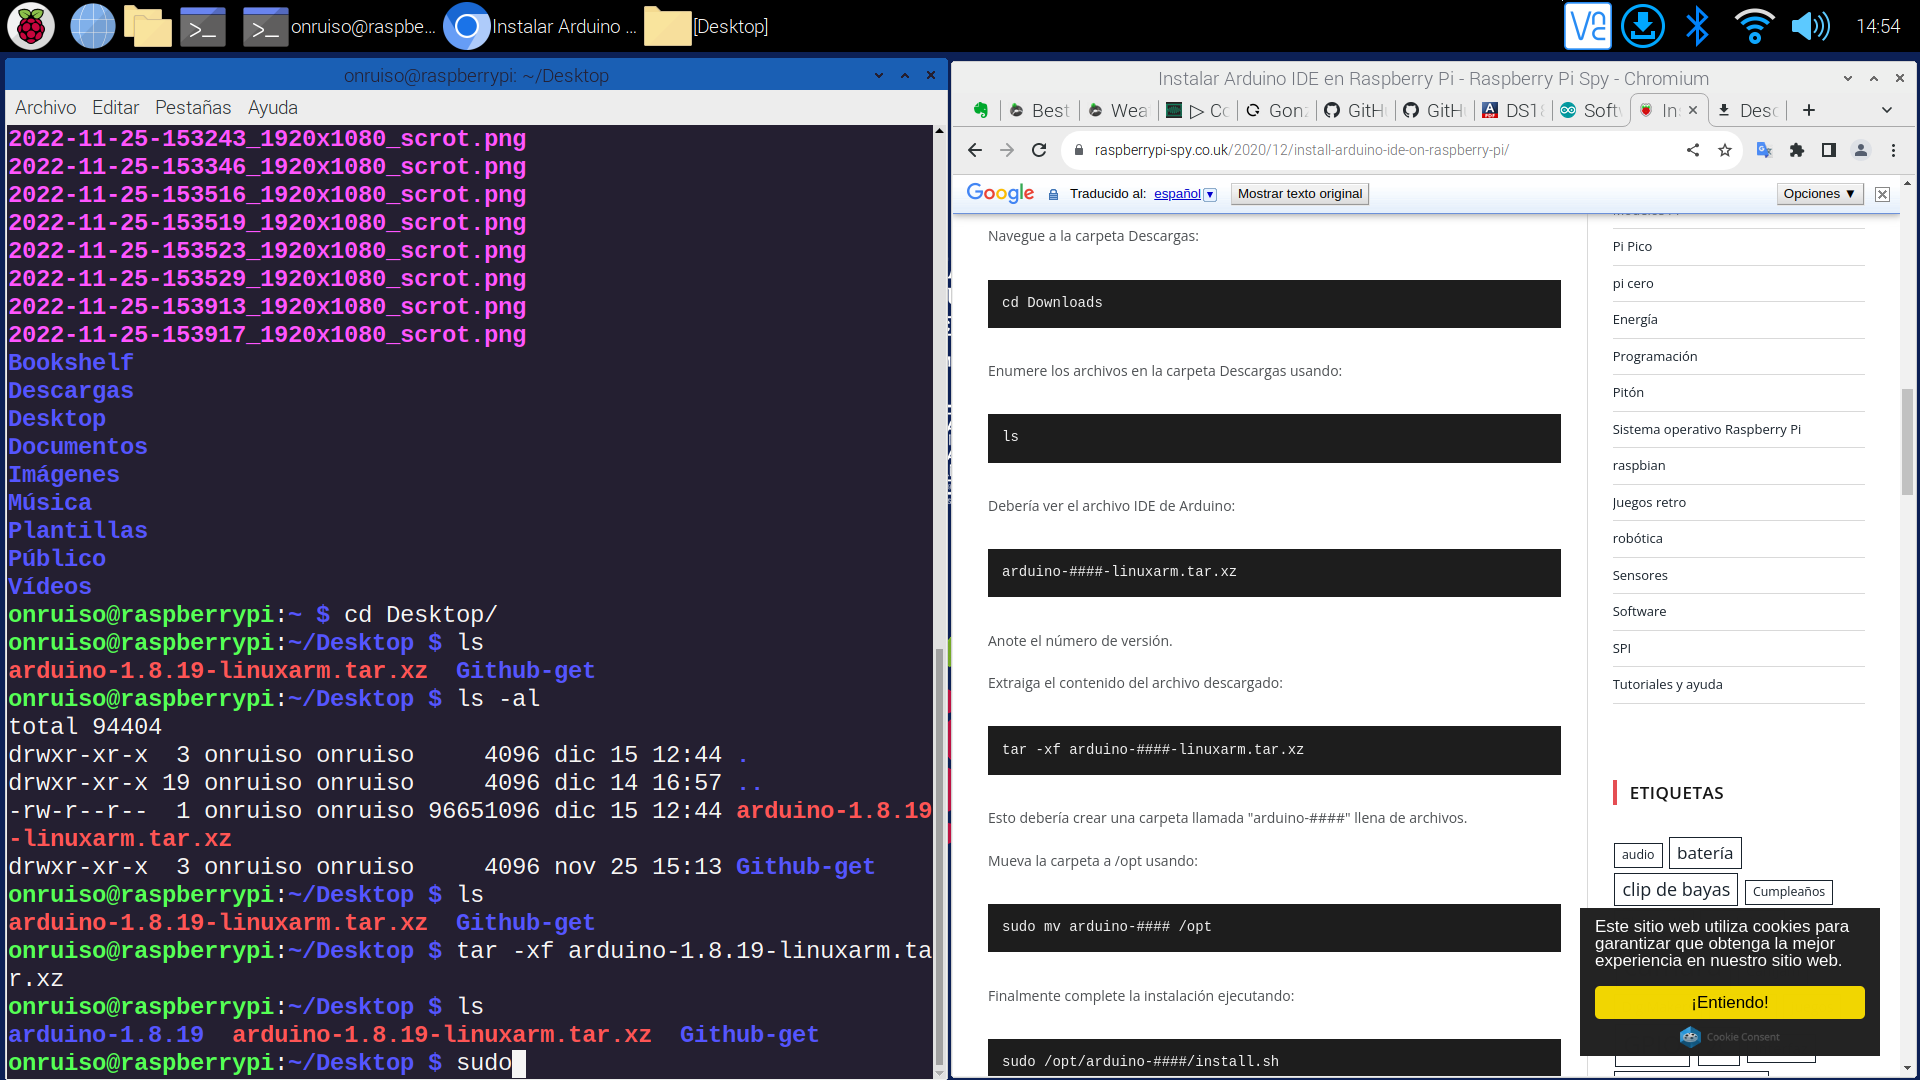 onruiso@raspbe...
Instalar Arduino ...
[Desktop]
14:54
onruiso@raspberrypi: ~/Desktop
Archivo Editar Pestañas Ayuda
2022-11-25-153243_1920x1080_scrot.png
2022-11-25-153346_1920x1080_scrot.png
2022-11-25-153516_1920x1080_scrot.png
2022-11-25-153519_1920x1080_scrot.png
2022-11-25-153523_1920x1080_scrot.png
2022-11-25-153529_1920x1080_scrot.png
2022-11-25-153913_1920x1080_scrot.png
2022-11-25-153917_1920x1080_scrot.png
Bookshelf
Descargas
Desktop
Documentos
Imágenes
Música
Plantillas
Público
Vídeos
onruiso@raspberrypi:~ $ cd Desktop/
onruiso@raspberrypi:~/Desktop $ ls
arduino-1.8.19-linuxarm.tar.xz Github-get
onruiso@raspberrypi:~/Desktop $ ls -al
total 94404
drwxr-xr-x 3 onruiso onruiso 4096 dic 15 12:44 .
drwxr-xr-x 19 onruiso onruiso 4096 dic 14 16:57 ..
-rw-r--r-- 1 onruiso onruiso 96651096 dic 15 12:44 arduino-1.8.19
-linuxarm.tar.xz
drwxr-xr-x 3 onruiso onruiso 4096 nov 25 15:13 Github-get
onruiso@raspberrypi:~/Desktop $ ls
arduino-1.8.19-linuxarm.tar.xz Github-get
onruiso@raspberrypi:~/Desktop $ tar -xf arduino-1.8.19-linuxarm.ta
r.xz
onruiso@raspberrypi:~/Desktop $ ls
arduino-1.8.19 arduino-1.8.19-linuxarm.tar.xz Github-get
onruiso@raspberrypi:~/Desktop $ sudo
Instalar Arduino IDE en Raspberry Pi - Raspberry Pi Spy - Chromium
Best Wea ▷ Co Gonz GitH GitH DS18 Softw Ins Desc
raspberrypi-spy.co.uk/2020/12/install-arduino-ide-on-raspberry-pi/
Google Traducido al: español Mostrar texto original Opciones ▼
Navegue a la carpeta Descargas:
cd Downloads
Enumere los archivos en la carpeta Descargas usando:
ls
Debería ver el archivo IDE de Arduino:
arduino-####-linuxarm.tar.xz
Anote el número de versión.
Extraiga el contenido del archivo descargado:
tar -xf arduino-####-linuxarm.tar.xz
Esto debería crear una carpeta llamada "arduino-####" llena de archivos.
Mueva la carpeta a /opt usando:
sudo mv arduino-#### /opt
Finalmente complete la instalación ejecutando:
sudo /opt/arduino-####/install.sh
Pi Pico
pi cero
Energía
Programación
Pitón
Sistema operativo Raspberry Pi
raspbian
Juegos retro
robótica
Sensores
Software
SPI
Tutoriales y ayuda
ETIQUETAS
audio batería
clip de bayas Cumpleaños
Este sitio web utiliza cookies para
garantizar que obtenga la mejor
experiencia en nuestro sitio web.
¡Entiendo!
Cookie Consent